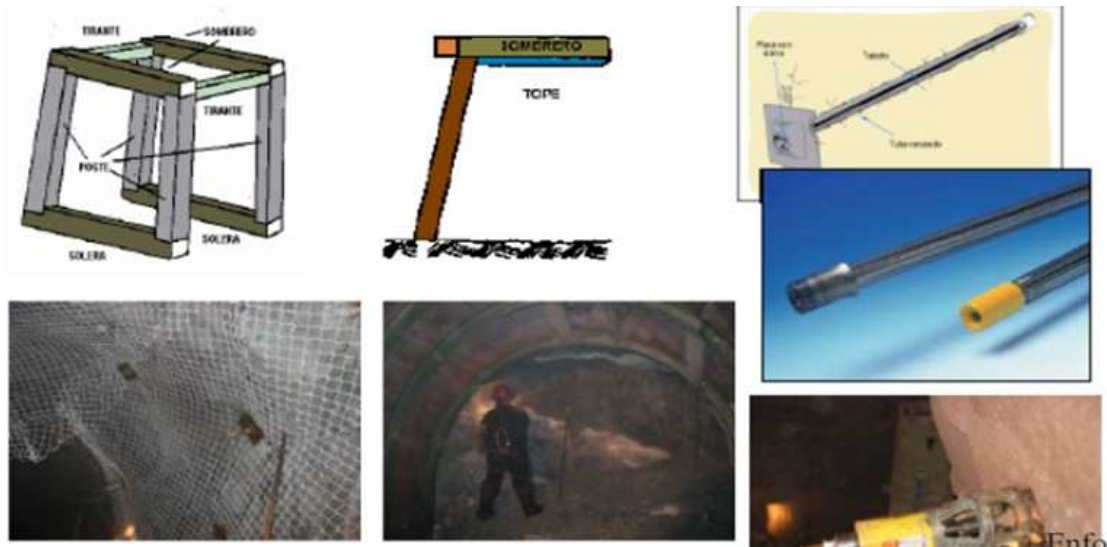 TIRANTE
SOMBRERO
TIRANTE
POSTE
SOLERA
SOLERA
SOMBRERO
TOPE
Enfo